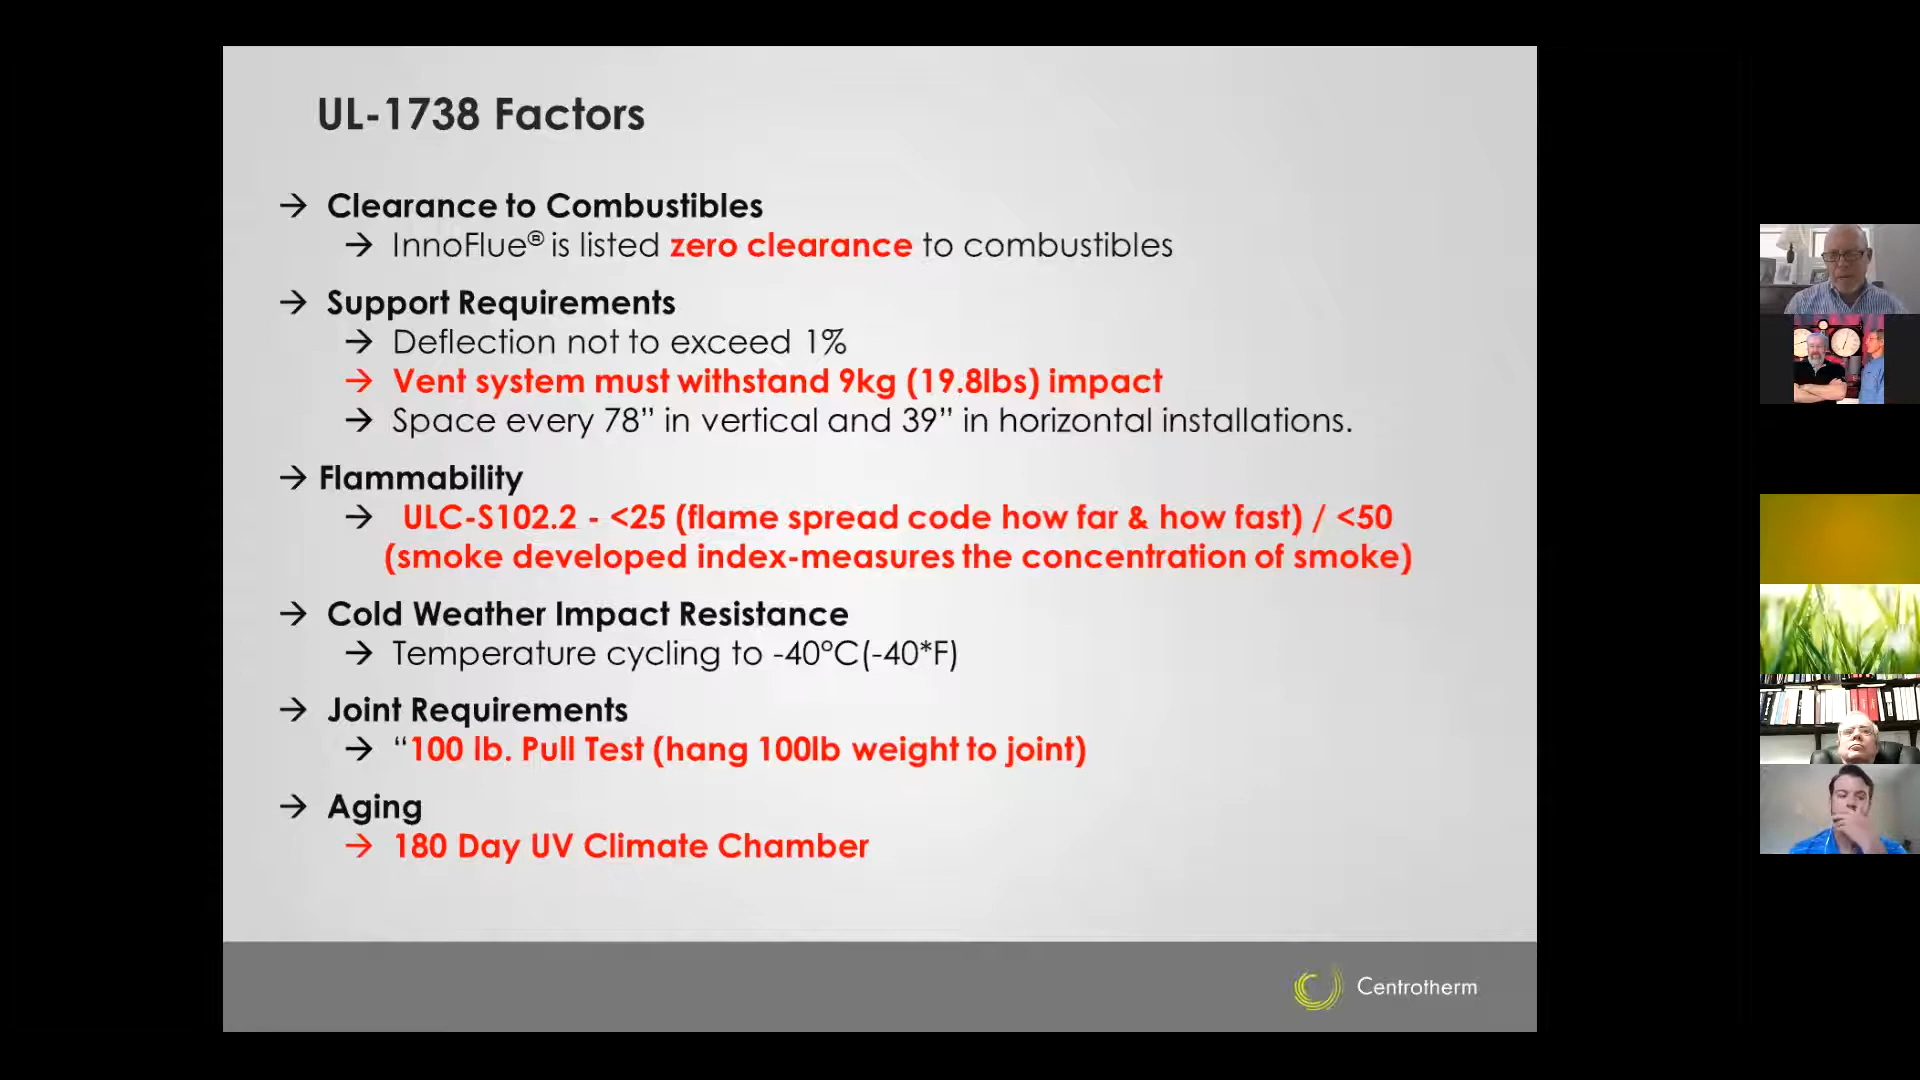 UL-1738 Factors
→ Clearance to Combustibles
→ InnoFlue® is listed zero clearance to combustibles
→ Support Requirements
→ Deflection not to exceed 1%
→ Vent system must withstand 9kg (19.8lbs) impact
→ Space every 78” in vertical and 39” in horizontal installations.
→ Flammability
→ ULC-S102.2 - <25 (flame spread code how far & how fast) / <50
(smoke developed index-measures the concentration of smoke)
→ Cold Weather Impact Resistance
→ Temperature cycling to -40°C(-40*F)
→ Joint Requirements
→ “100 lb. Pull Test (hang 100lb weight to joint)
→ Aging
→ 180 Day UV Climate Chamber
Centrotherm